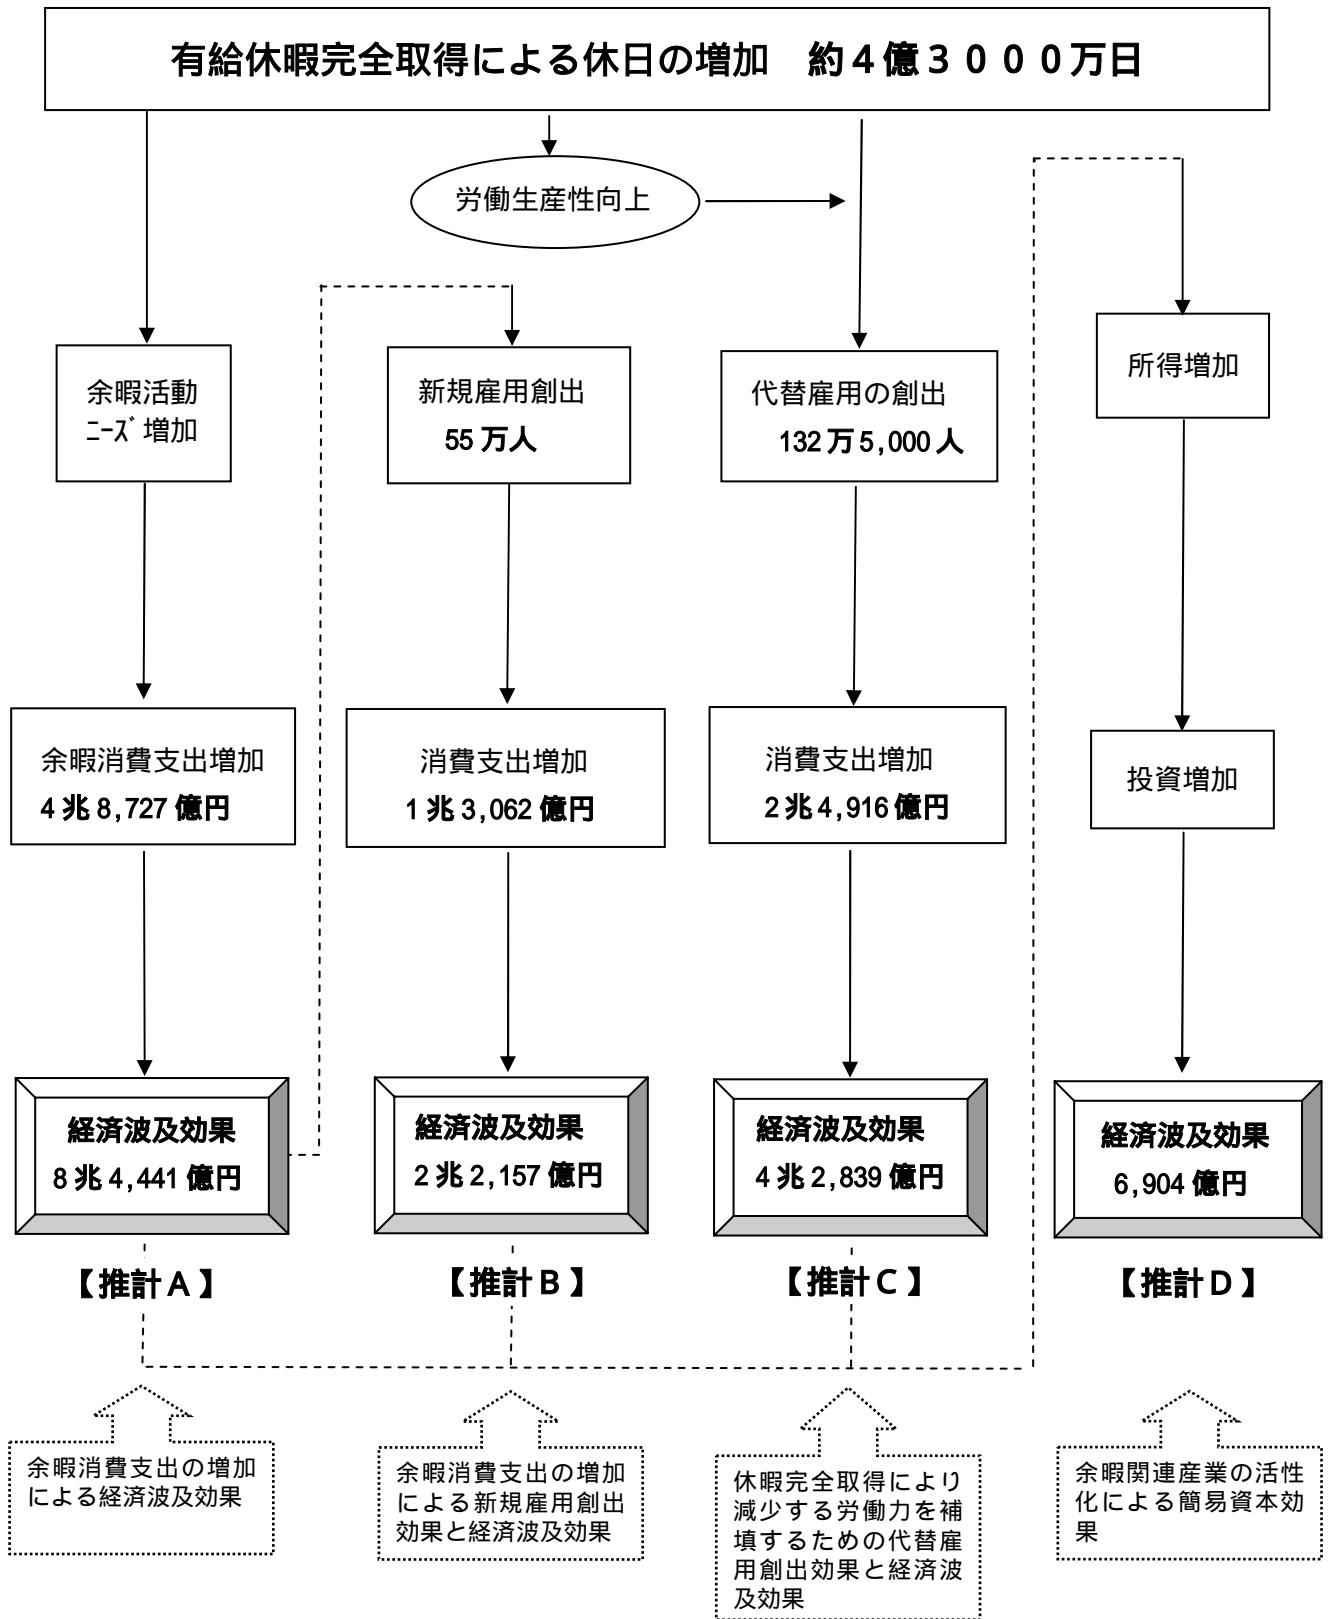 有給休暇完全取得による休日の増加　約４億３０００万日
労働生産性向上
余暇活動
ﾆｰｽﾞ増加
新規雇用創出
55万人
代替雇用の創出
132万5,000人
所得増加
余暇消費支出増加
4兆8,727億円
消費支出増加
1兆3,062億円
消費支出増加
2兆4,916億円
投資増加
経済波及効果
8兆4,441億円
経済波及効果
2兆2,157億円
経済波及効果
4兆2,839億円
経済波及効果
6,904億円
【推計Ａ】
【推計Ｂ】
【推計Ｃ】
【推計Ｄ】
余暇消費支出の増加
による経済波及効果
余暇消費支出の増加
による新規雇用創出
効果と経済波及効果
休暇完全取得により
減少する労働力を補
填するための代替雇
用創出効果と経済波
及効果
余暇関連産業の活性
化による簡易資本効
果